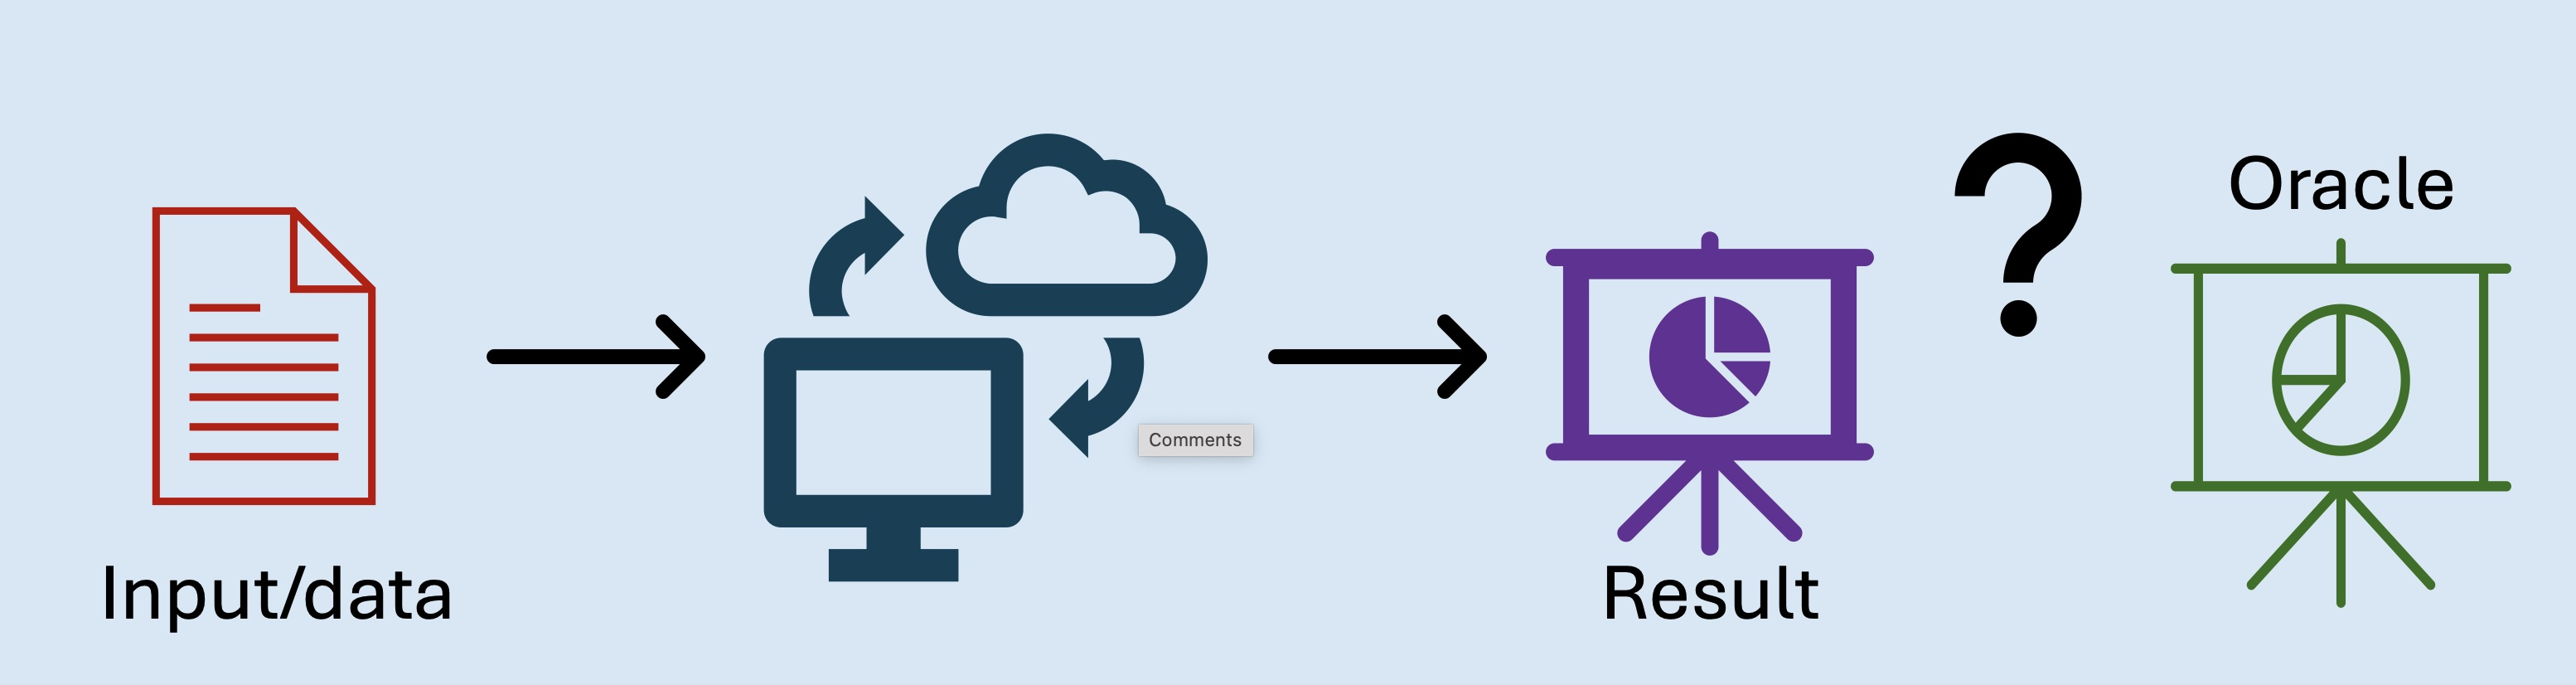 Oracle
Comments
Input/data
Result
?